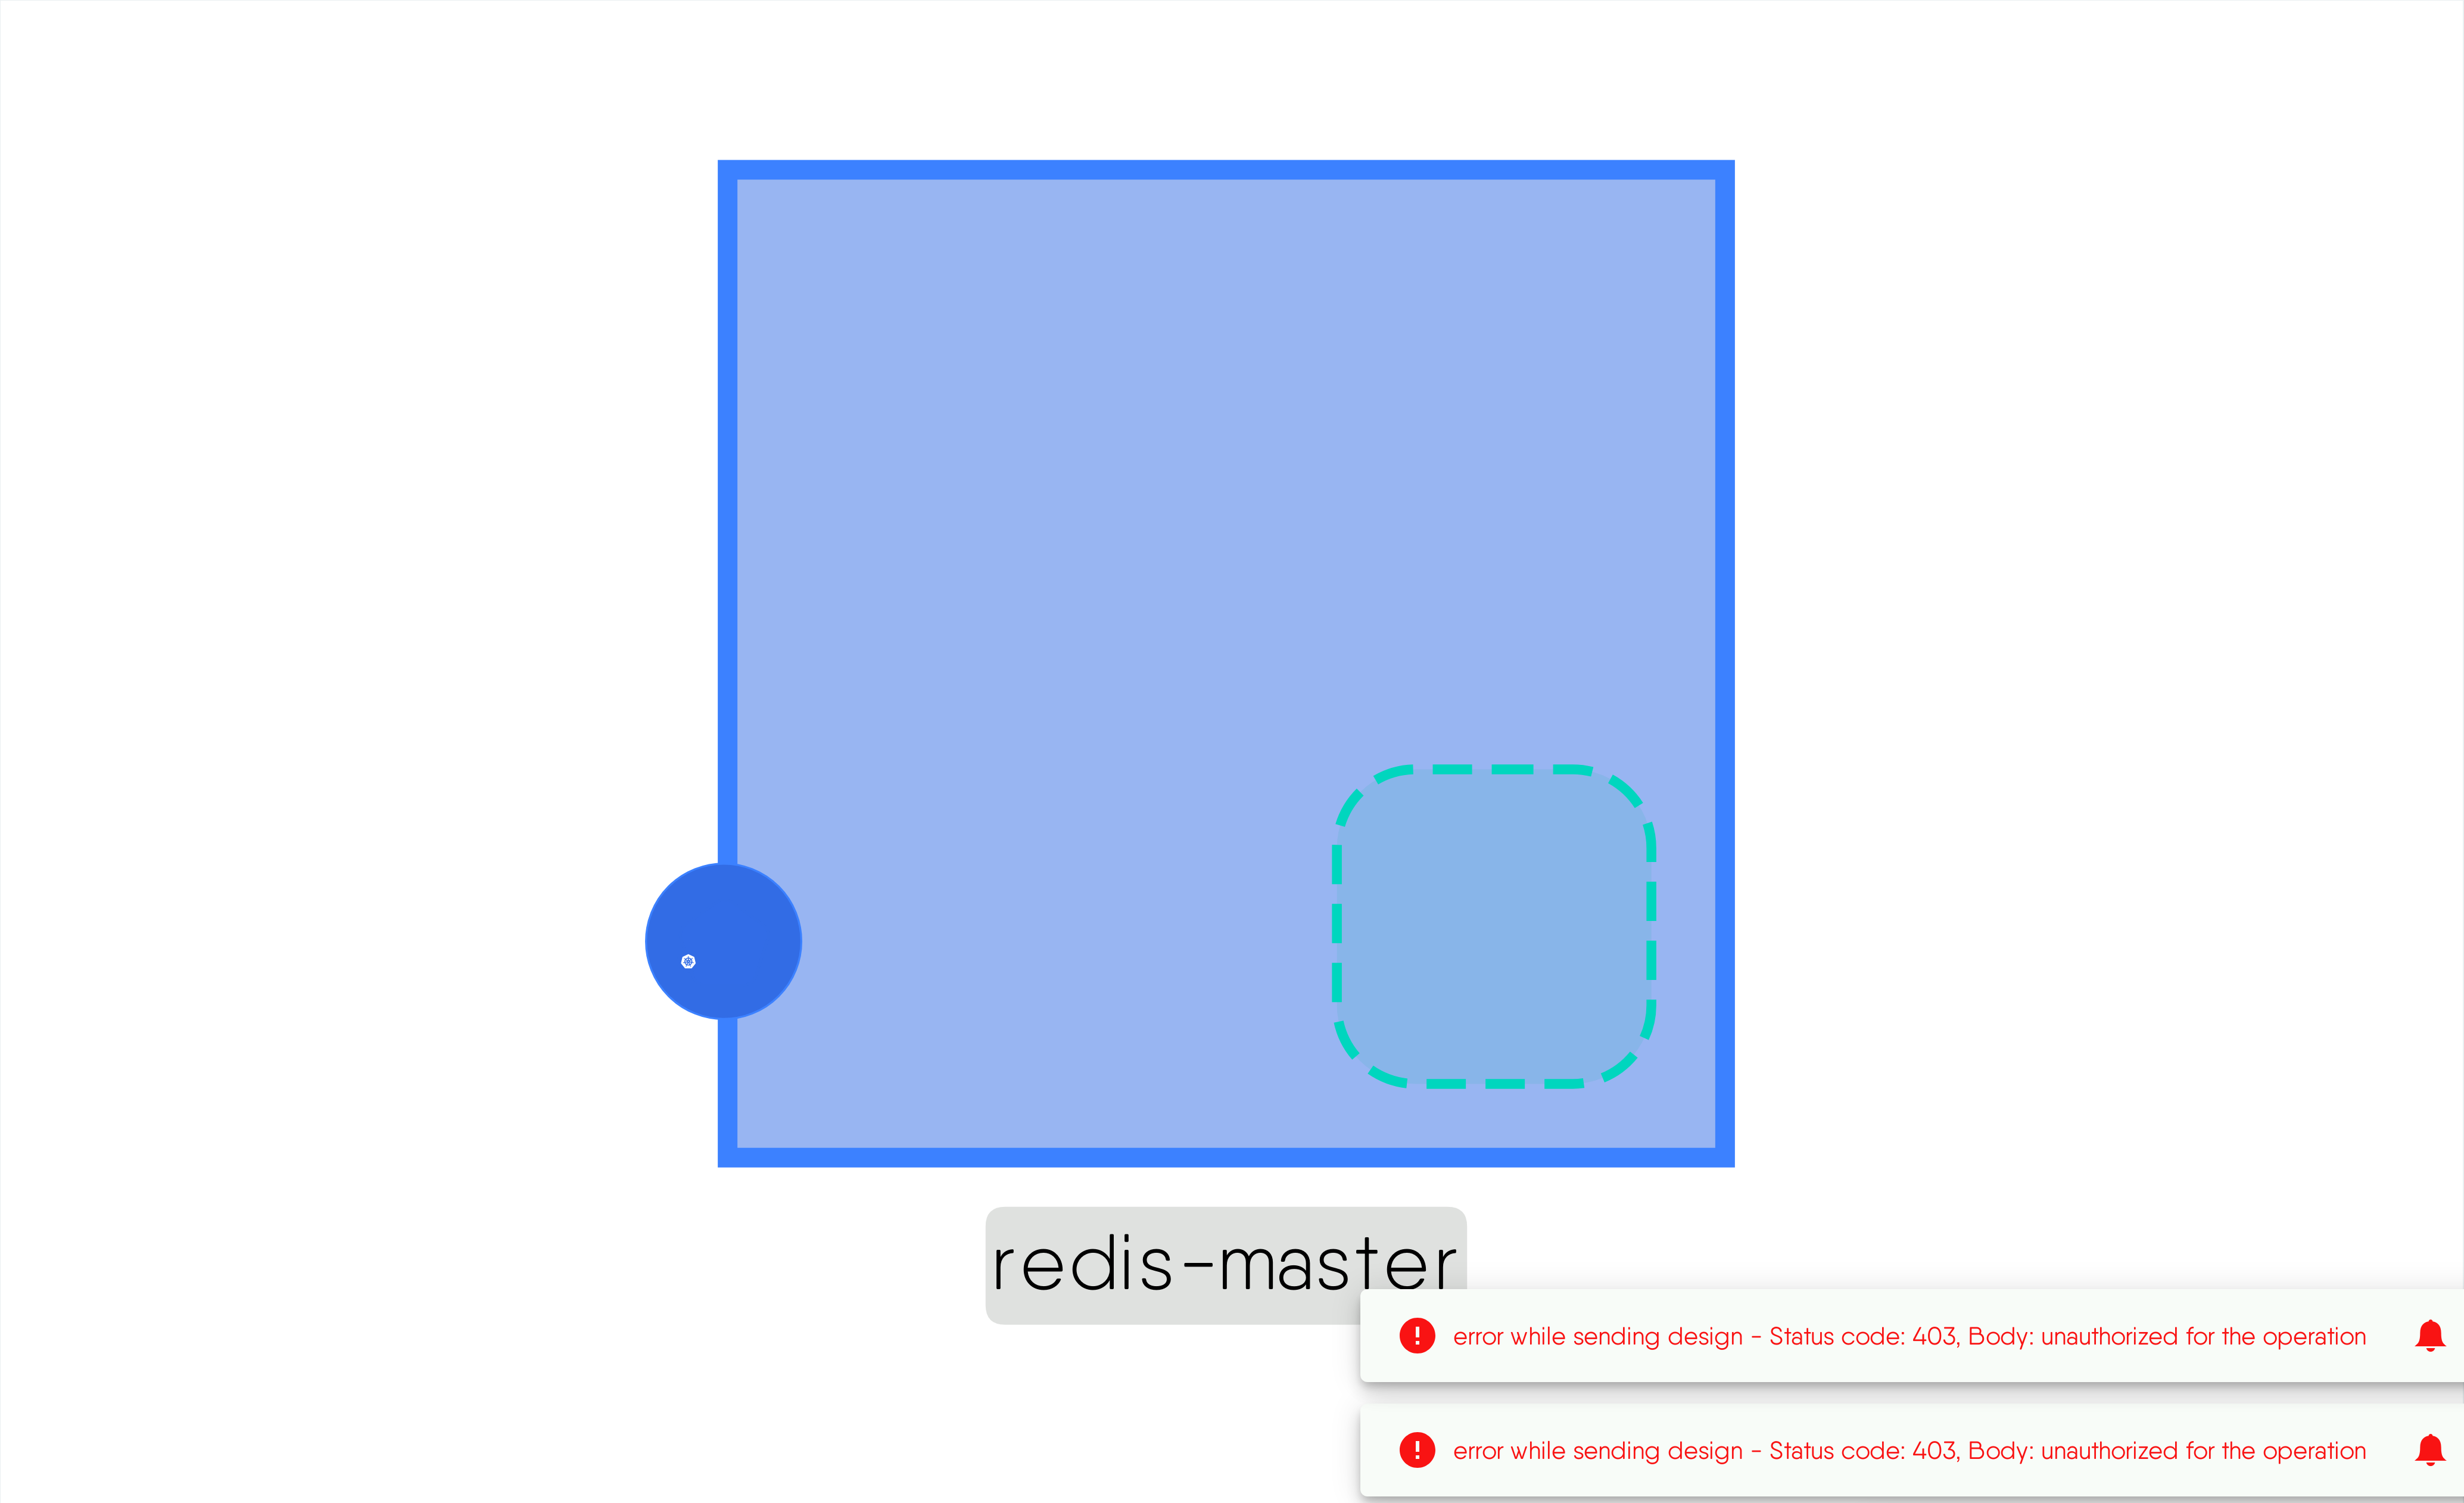 redis-master
error while sending design - Status code: 403, Body: unauthorized for the operation
error while sending design - Status code: 403, Body: unauthorized for the operation